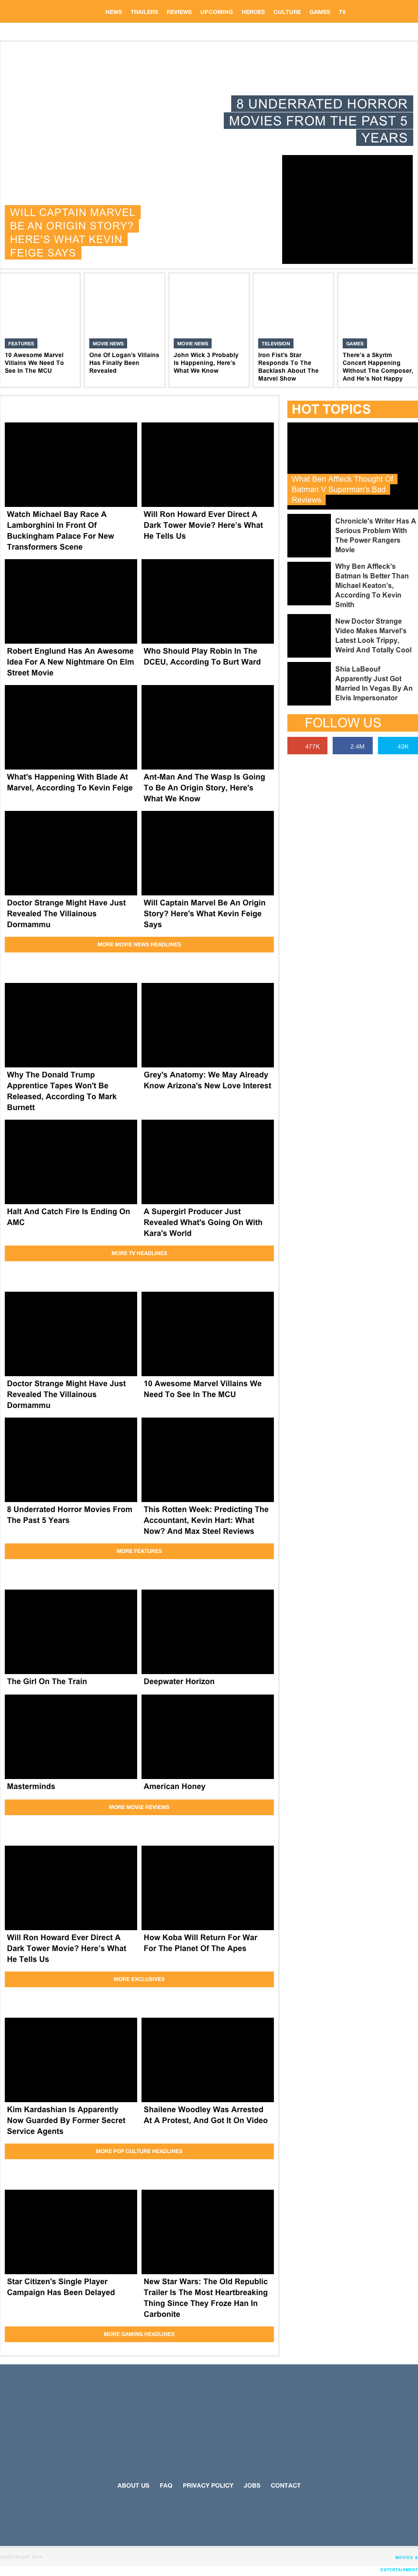 NEWS TRAILERS REVIEWS UPCOMING HEROES CULTURE GAMES TV
8 UNDERRATED HORROR
MOVIES FROM THE PAST 5
YEARS
WILL CAPTAIN MARVEL
BE AN ORIGIN STORY?
HERE'S WHAT KEVIN
FEIGE SAYS
FEATURES
10 Awesome Marvel
Villains We Need To
See In The MCU
MOVIE NEWS
One Of Logan's Villains
Has Finally Been
Revealed
MOVIE NEWS
John Wick 3 Probably
Is Happening, Here's
What We Know
TELEVISION
Iron Fist's Star
Responds To The
Backlash About The
Marvel Show
GAMES
There's a Skyrim
Concert Happening
Without The Composer,
And He's Not Happy
Watch Michael Bay Race A
Lamborghini In Front Of
Buckingham Palace For New
Transformers Scene
Will Ron Howard Ever Direct A
Dark Tower Movie? Here's What
He Tells Us
Robert Englund Has An Awesome
Idea For A New Nightmare On Elm
Street Movie
Who Should Play Robin In The
DCEU, According To Burt Ward
What's Happening With Blade At
Marvel, According To Kevin Feige
Ant-Man And The Wasp Is Going
To Be An Origin Story, Here's
What We Know
Doctor Strange Might Have Just
Revealed The Villainous
Dormammu
Will Captain Marvel Be An Origin
Story? Here's What Kevin Feige
Says
MORE MOVIE NEWS HEADLINES
Why The Donald Trump
Apprentice Tapes Won't Be
Released, According To Mark
Burnett
Grey's Anatomy: We May Already
Know Arizona's New Love Interest
Halt And Catch Fire Is Ending On
AMC
A Supergirl Producer Just
Revealed What's Going On With
Kara's World
MORE TV HEADLINES
Doctor Strange Might Have Just
Revealed The Villainous
Dormammu
10 Awesome Marvel Villains We
Need To See In The MCU
8 Underrated Horror Movies From
The Past 5 Years
This Rotten Week: Predicting The
Accountant, Kevin Hart: What
Now? And Max Steel Reviews
MORE FEATURES
The Girl On The Train
Deepwater Horizon
Masterminds
American Honey
MORE MOVIE REVIEWS
Will Ron Howard Ever Direct A
Dark Tower Movie? Here's What
He Tells Us
How Koba Will Return For War
For The Planet Of The Apes
MORE EXCLUSIVES
Kim Kardashian Is Apparently
Now Guarded By Former Secret
Service Agents
Shailene Woodley Was Arrested
At A Protest, And Got It On Video
MORE POP CULTURE HEADLINES
Star Citizen's Single Player
Campaign Has Been Delayed
New Star Wars: The Old Republic
Trailer Is The Most Heartbreaking
Thing Since They Froze Han In
Carbonite
MORE GAMING HEADLINES
HOT TOPICS
What Ben Affleck Thought Of
Batman V Superman's Bad
Reviews
Chronicle's Writer Has A
Serious Problem With
The Power Rangers
Movie
Why Ben Affleck's
Batman Is Better Than
Michael Keaton's,
According To Kevin
Smith
New Doctor Strange
Video Makes Marvel's
Latest Look Trippy,
Weird And Totally Cool
Shia LaBeouf
Apparently Just Got
Married In Vegas By An
Elvis Impersonator
FOLLOW US
477K 2.4M 43K
ABOUT US FAQ PRIVACY POLICY JOBS CONTACT
MOVIES &
ENTERTAINMENT